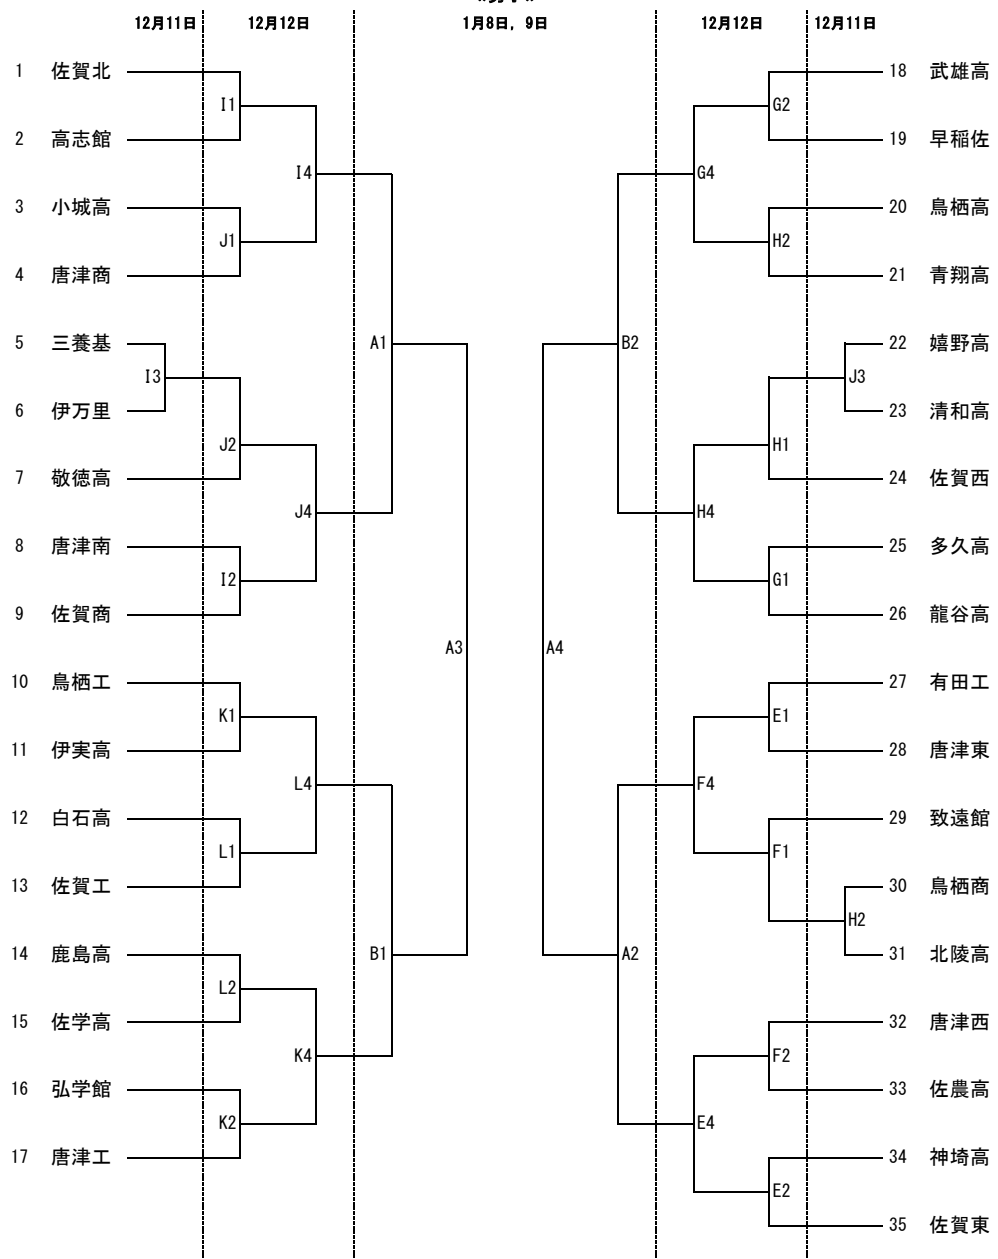 12月11日 12月12日 1月8日, 9日 12月12日 12月11日
1 佐賀北 18 武雄高
I1 G2
2 高志館 19 早稲佐
I4 G4
3 小城高 20 鳥栖高
J1 H2
4 唐津商 21 青翔高
5 三養基 A1 B2 22 嬉野高
I3 J3
6 伊万里 23 清和高
J2 H1
7 敬徳高 24 佐賀西
J4 H4
8 唐津南 25 多久高
I2 G1
9 佐賀商 26 龍谷高
A3 A4
10 鳥栖工 27 有田工
K1 E1
11 伊実高 28 唐津東
L4 F4
12 白石高 29 致遠館
L1 F1
13 佐賀工 30 鳥栖商
H2
14 鹿島高 B1 A2 31 北陵高
L2
15 佐学高 32 唐津西
K4 F2
16 弘学館 33 佐農高
K2 E4
17 唐津工 34 神埼高
E2
35 佐賀東